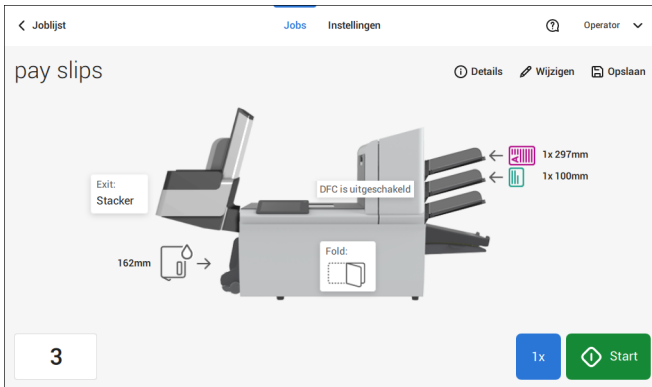 Joblijst
Jobs
Instellingen
Operator
pay slips
Details
Wijzigen
Opslaan
1x 297mm
1x 100mm
DFC is uitgeschakeld
Exit:
Stacker
Fold:
162mm
3
1x
Start